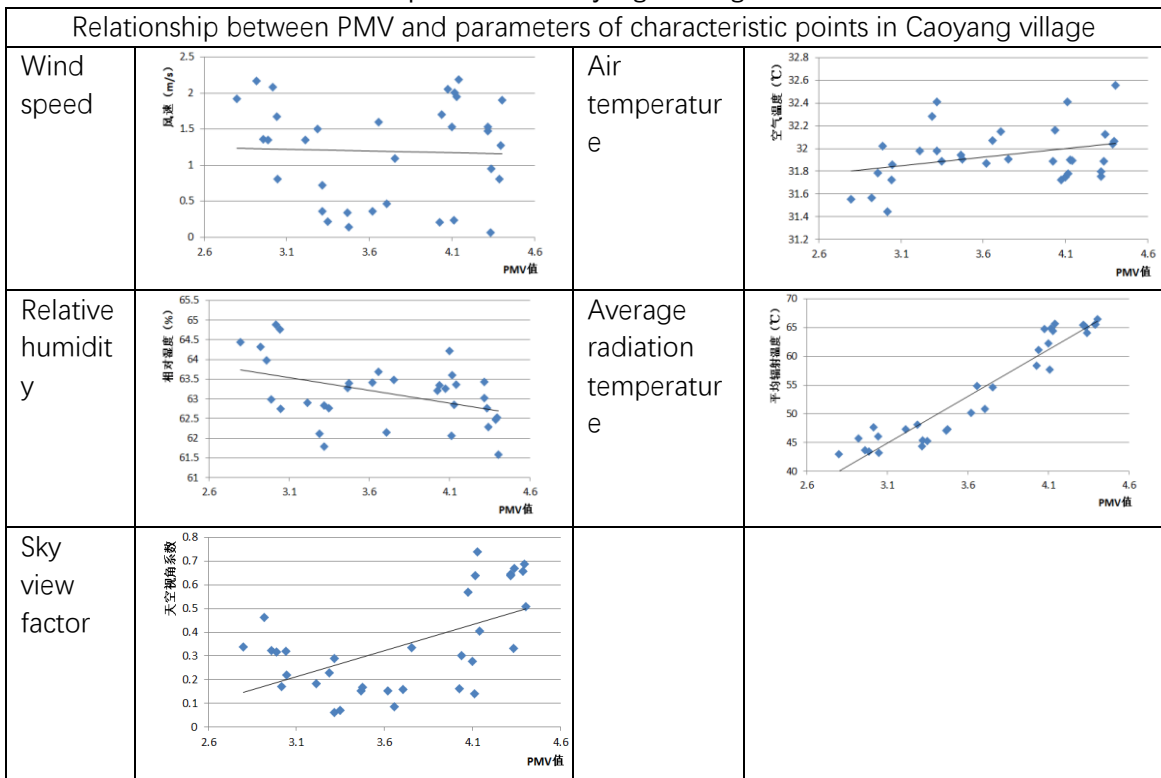 Relationship between PMV and parameters of characteristic points in Caoyang village
Wind
speed
风速（m/s）
2.5
2
1.5
1
0.5
0
2.6 3.1 3.6 4.1 4.6
PMV值
Air
temperatur
e
空气温度（℃）
32.8
32.4
32
31.8
31.6
31.4
31.2
2.6 3.1 3.6 4.1 4.6
PMV值
Relative
humidit
y
相对湿度（%）
65.5
65
64.5
64
63.5
63
62.5
62
61.5
61
2.6 3.1 3.6 4.1 4.6
PMV值
Average
radiation
temperatur
e
平均辐射温度（℃）
70
65
60
55
50
45
40
2.6 3.1 3.6 4.1 4.6
PMV值
Sky
view
factor
天空视角系数
0.8
0.7
0.6
0.5
0.4
0.3
0.2
0.1
0
2.6 3.1 3.6 4.1 4.6
PMV值